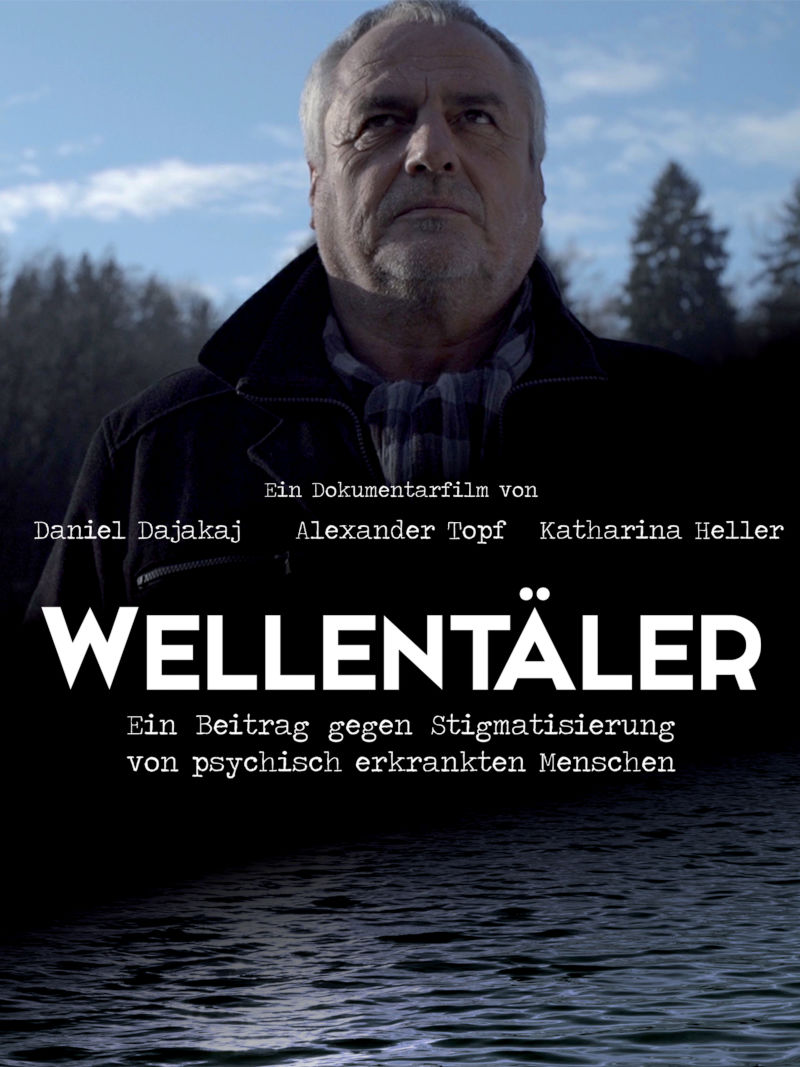 Ein Dokumentarfilm von
Daniel Dajakaj Alexander Topf Katharina Heller
WELLENTÄLER
Ein Beitrag gegen Stigmatisierung
von psychisch erkrankten Menschen